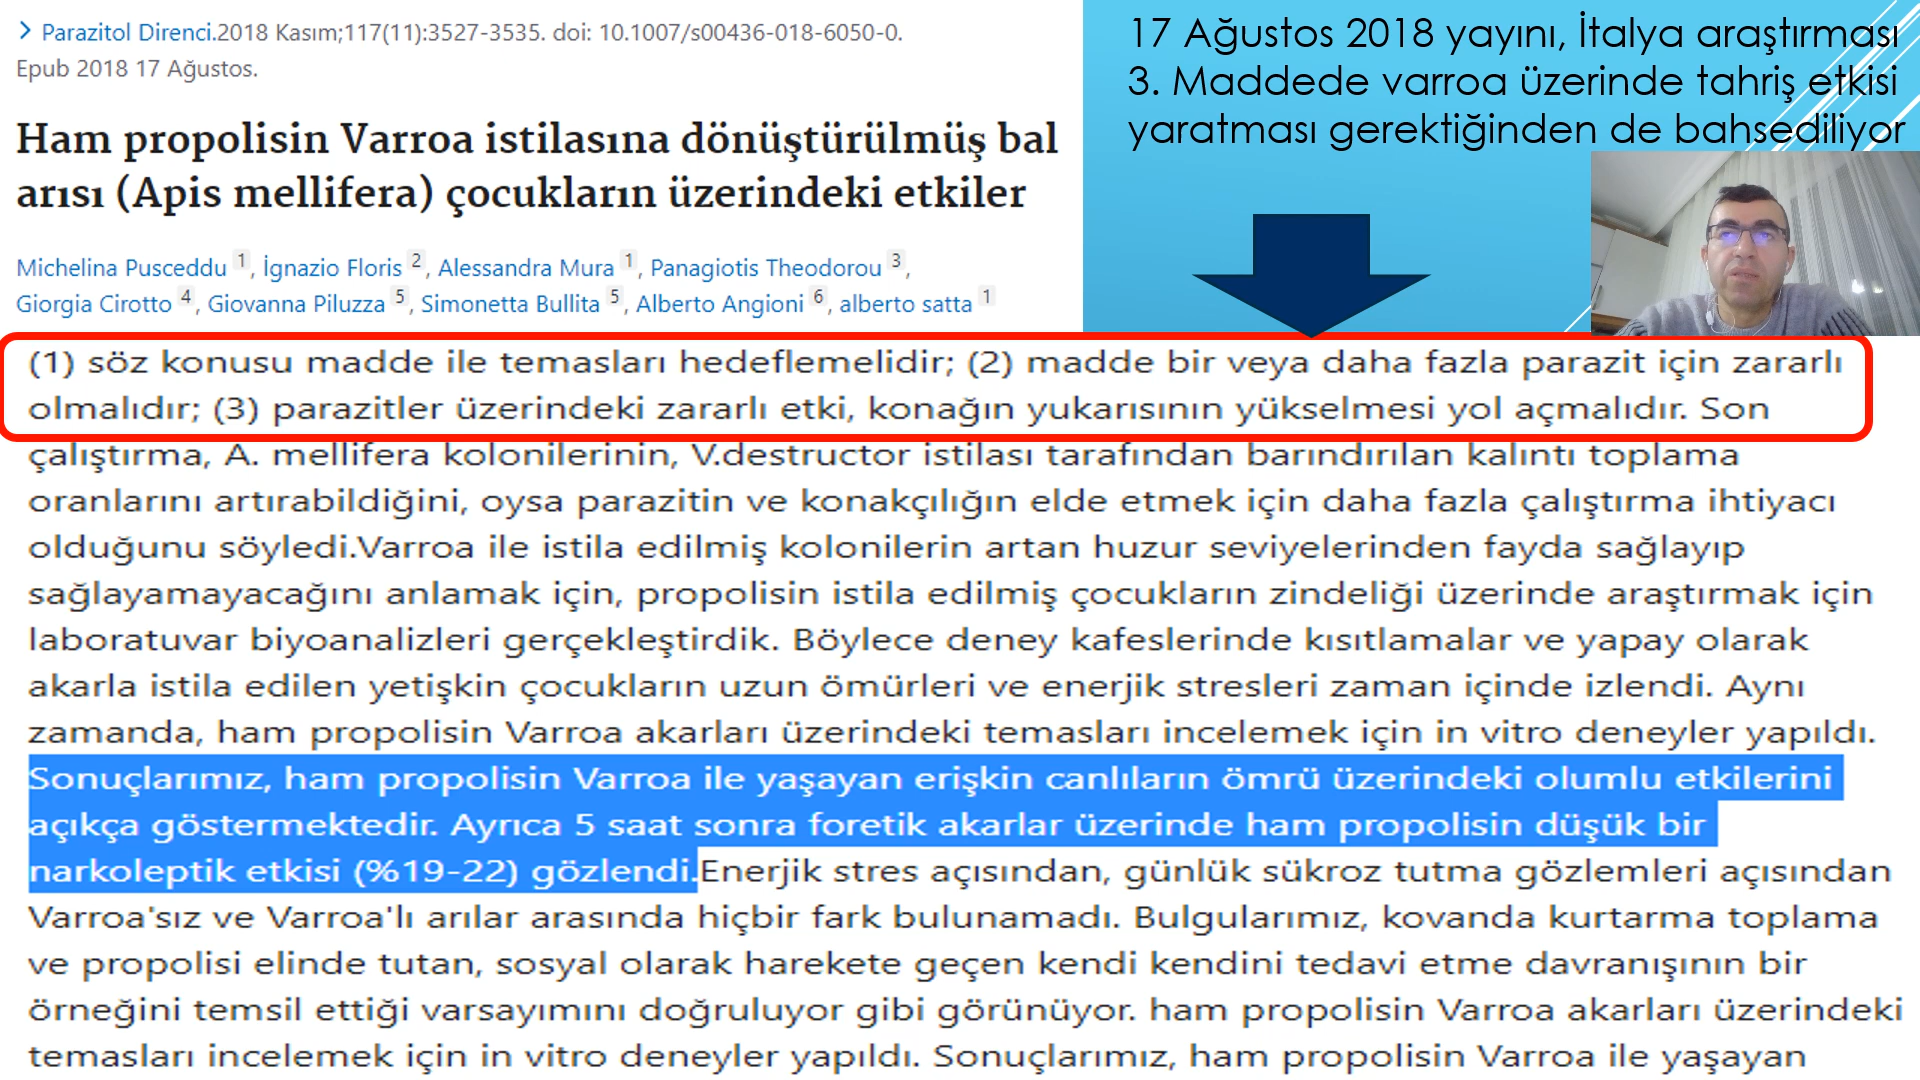 Parazitol Direnci.2018 Kasım;117(11):3527-3535. doi: 10.1007/s00436-018-6050-0.
Epub 2018 17 Ağustos.
Ham propolisin Varroa istilasına dönüştürülmüş bal
arısı (Apis mellifera) çocukların üzerindeki etkiler
Michelina Pusceddu 1, İgnazio Floris 2, Alessandra Mura 1, Panagiotis Theodorou 3,
Giorgia Cirotto 4, Giovanna Piluzza 5, Simonetta Bullita 5, Alberto Angioni 6, alberto satta 1
17 Ağustos 2018 yayını, İtalya araştırması
3. Maddede varroa üzerinde tahriş etkisi
yaratması gerektiğinden de bahsediliyor
(1) söz konusu madde ile temasları hedeflemelidir; (2) madde bir veya daha fazla parazit için zararlı
olmalıdır; (3) parazitler üzerindeki zararlı etki, konağın yukarısının yükselmesi yol açmalıdır. Son
çalıştırma, A. mellifera kolonilerinin, V.destructor istilası tarafından barındırılan kalıntı toplama
oranlarını artırabildiğini, oysa parazitin ve konakçılığın elde etmek için daha fazla çalıştırma ihtiyacı
olduğunu söyledi.Varroa ile istila edilmiş kolonilerin artan huzur seviyelerinden fayda sağlayıp
sağlayamayacağını anlamak için, propolisin istila edilmiş çocukların zindeliği üzerinde araştırmak için
laboratuvar biyoanalizleri gerçekleştirdik. Böylece deney kafeslerinde kısıtlamalar ve yapay olarak
akarla istila edilen yetişkin çocukların uzun ömürleri ve enerjik stresleri zaman içinde izlendi. Aynı
zamanda, ham propolisin Varroa akarları üzerindeki temasları incelemek için in vitro deneyler yapıldı.
Sonuçlarımız, ham propolisin Varroa ile yaşayan erişkin canlıların ömrü üzerindeki olumlu etkilerini
açıkça göstermektedir. Ayrıca 5 saat sonra foretik akarlar üzerinde ham propolisin düşük bir
narkoleptik etkisi (%19-22) gözlendi.Enerjik stres açısından, günlük sükroz tutma gözlemleri açısından
Varroa'sız ve Varroa'lı arılar arasında hiçbir fark bulunamadı. Bulgularımız, kovanda kurtarma toplama
ve propolisi elinde tutan, sosyal olarak harekete geçen kendi kendini tedavi etme davranışının bir
örneğini temsil ettiği varsayımını doğruluyor gibi görünüyor. ham propolisin Varroa akarları üzerindeki
temasları incelemek için in vitro deneyler yapıldı. Sonuçlarımız, ham propolisin Varroa ile yaşayan